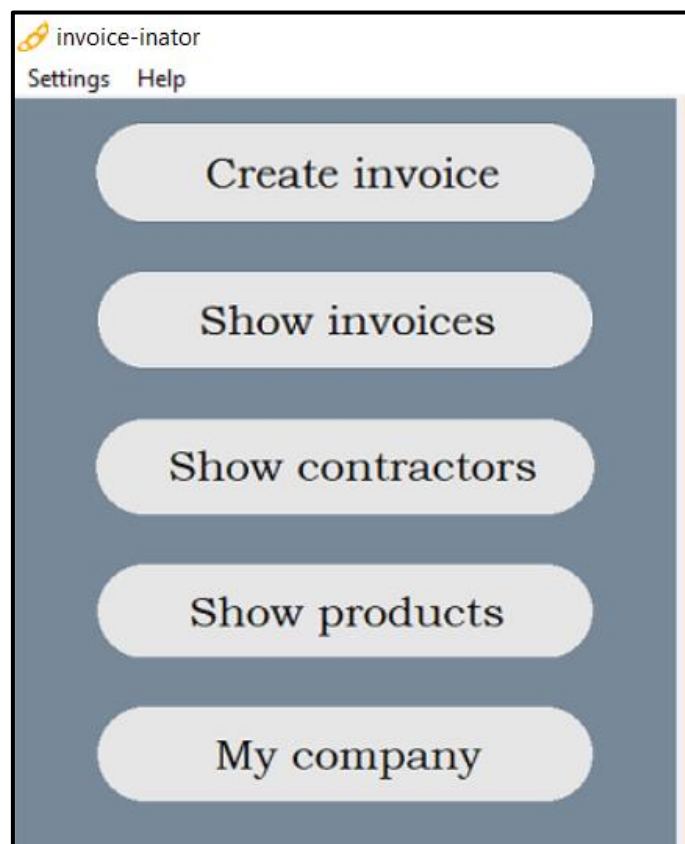 invoice-inator
Settings Help
Create invoice
Show invoices
Show contractors
Show products
My company